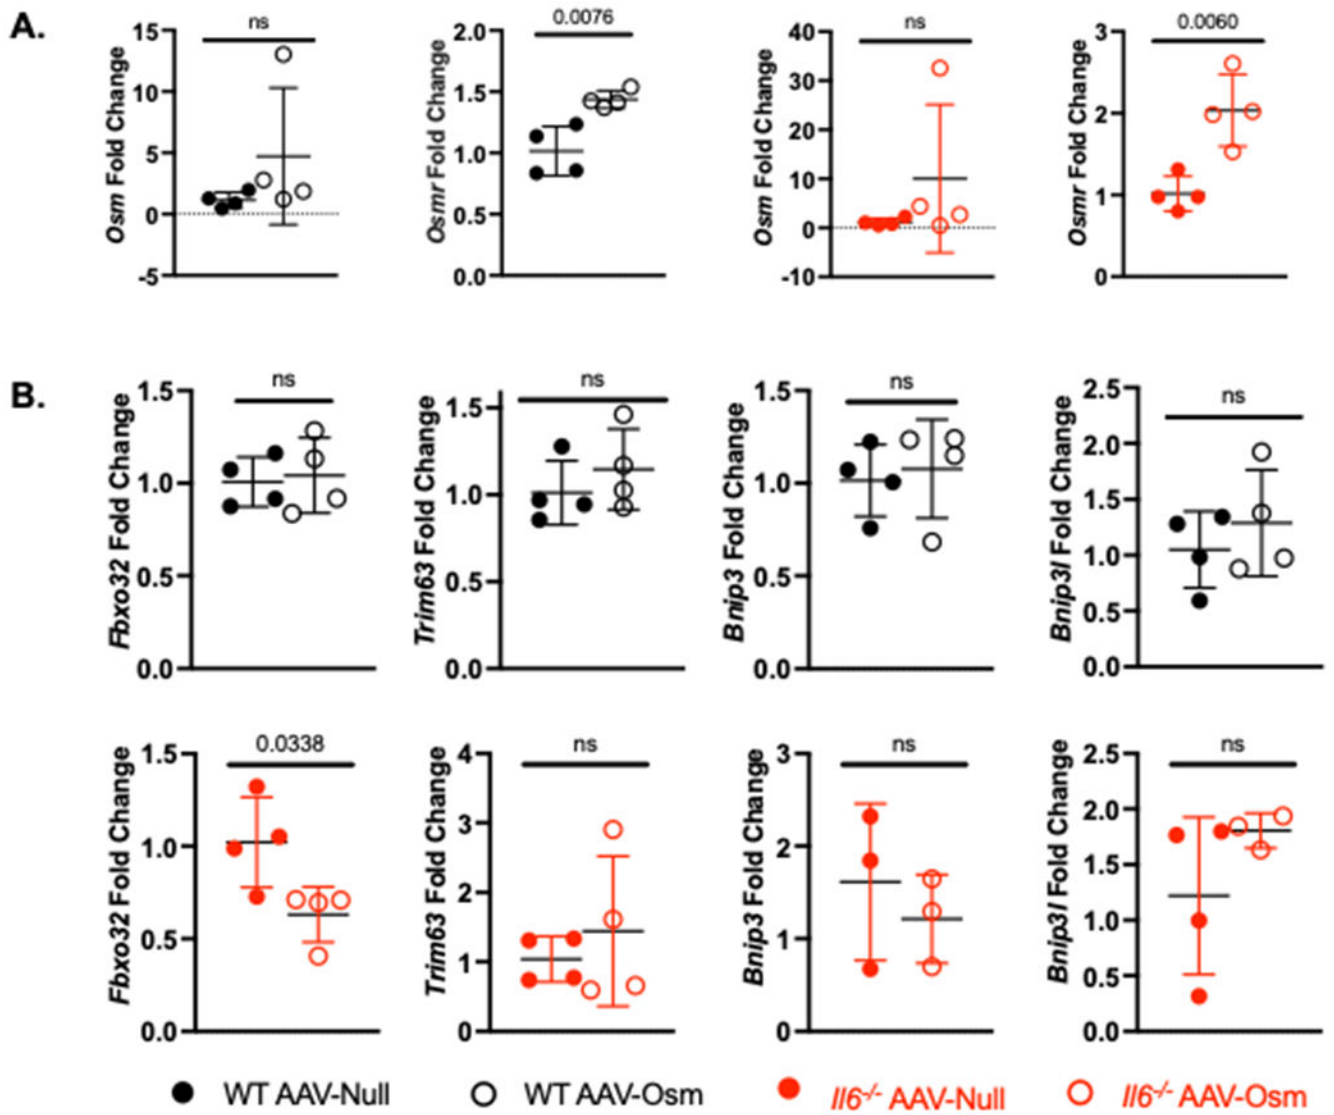 A.
ns
15
10
5
0
-5
Osm Fold Change
0.0076
2.0
1.5
1.0
0.5
0.0
Osmr Fold Change
ns
40
30
20
10
0
-10
Osm Fold Change
0.0060
3
2
1
0
Osmr Fold Change
B.
ns
1.5
1.0
0.5
0.0
Fbxo32 Fold Change
ns
1.5
1.0
0.5
0.0
Trim63 Fold Change
ns
1.5
1.0
0.5
0.0
Bnip3 Fold Change
ns
2.5
2.0
1.5
1.0
0.5
0.0
Bnip3l Fold Change
0.0338
1.5
1.0
0.5
0.0
Fbxo32 Fold Change
ns
4
3
2
1
0
Trim63 Fold Change
ns
3
2
1
0
Bnip3 Fold Change
ns
2.5
2.0
1.5
1.0
0.5
0.0
Bnip3l Fold Change
WT AAV-Null
WT AAV-Osm
Il6-/- AAV-Null
Il6-/- AAV-Osm